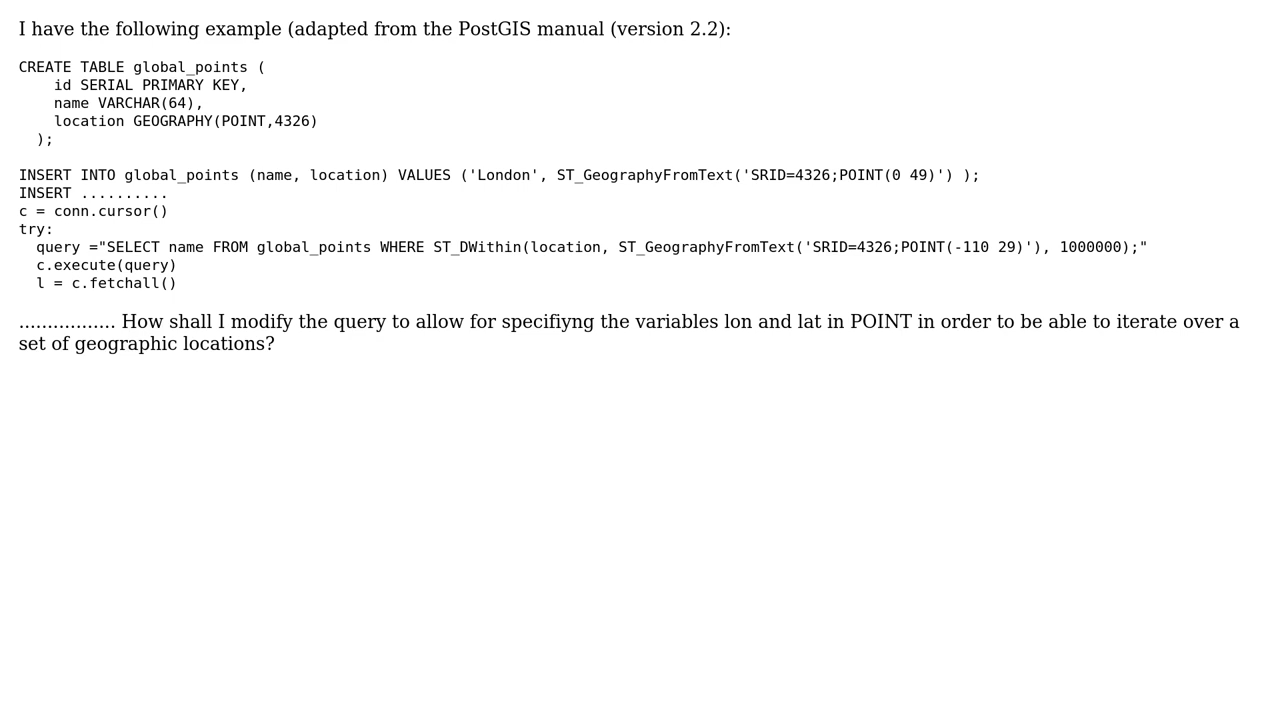 I have the following example (adapted from the PostGIS manual (version 2.2):
CREATE TABLE global_points (
    id SERIAL PRIMARY KEY,
    name VARCHAR(64),
    location GEOGRAPHY(POINT,4326)
  );
INSERT INTO global_points (name, location) VALUES ('London', ST_GeographyFromText('SRID=4326;POINT(0 49)') );
INSERT ..........
c = conn.cursor()
try:
  query ="SELECT name FROM global_points WHERE ST_DWithin(location, ST_GeographyFromText('SRID=4326;POINT(-110 29)'), 1000000);"
  c.execute(query)
  l = c.fetchall()
................. How shall I modify the query to allow for specifiyng the variables lon and lat in POINT in order to be able to iterate over a
set of geographic locations?